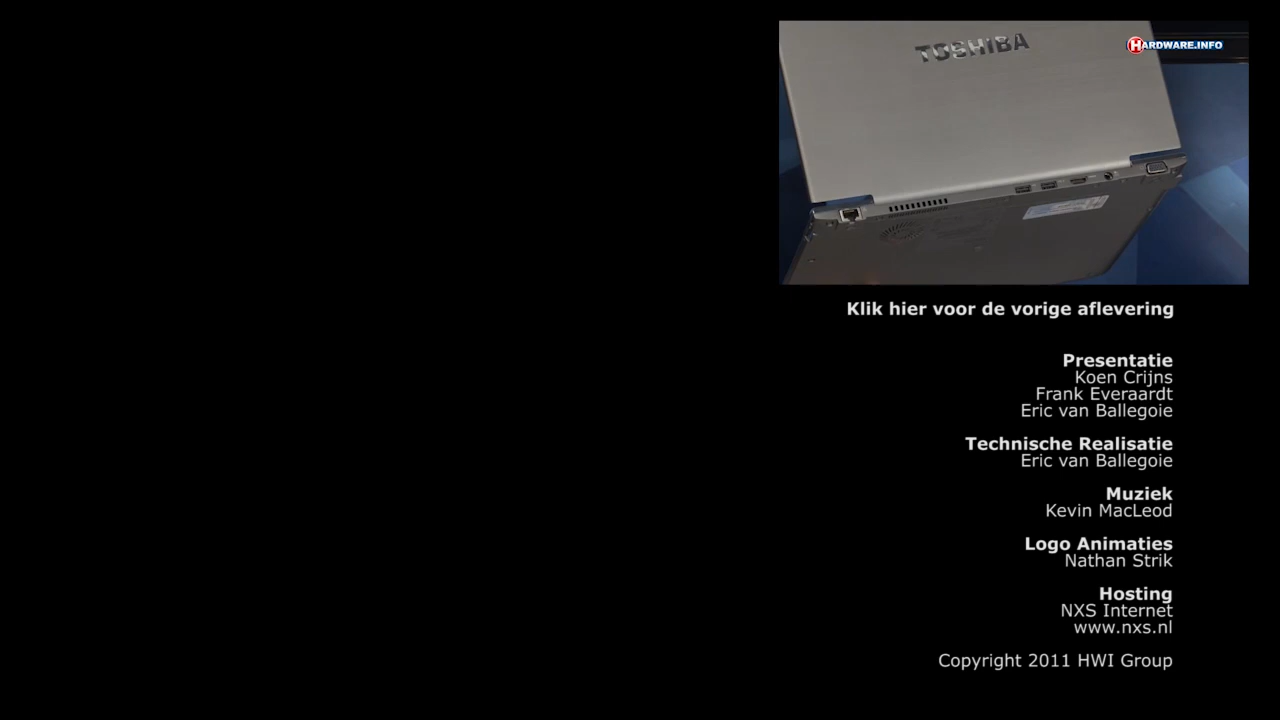 TOSHIBA
HARDWARE.INFO
Klik hier voor de vorige aflevering
Presentatie
Koen Crijns
Frank Everaardt
Eric van Ballegoie
Technische Realisatie
Eric van Ballegoie
Muziek
Kevin MacLeod
Logo Animaties
Nathan Strik
Hosting
NXS Internet
www.nxs.nl
Copyright 2011 HWI Group